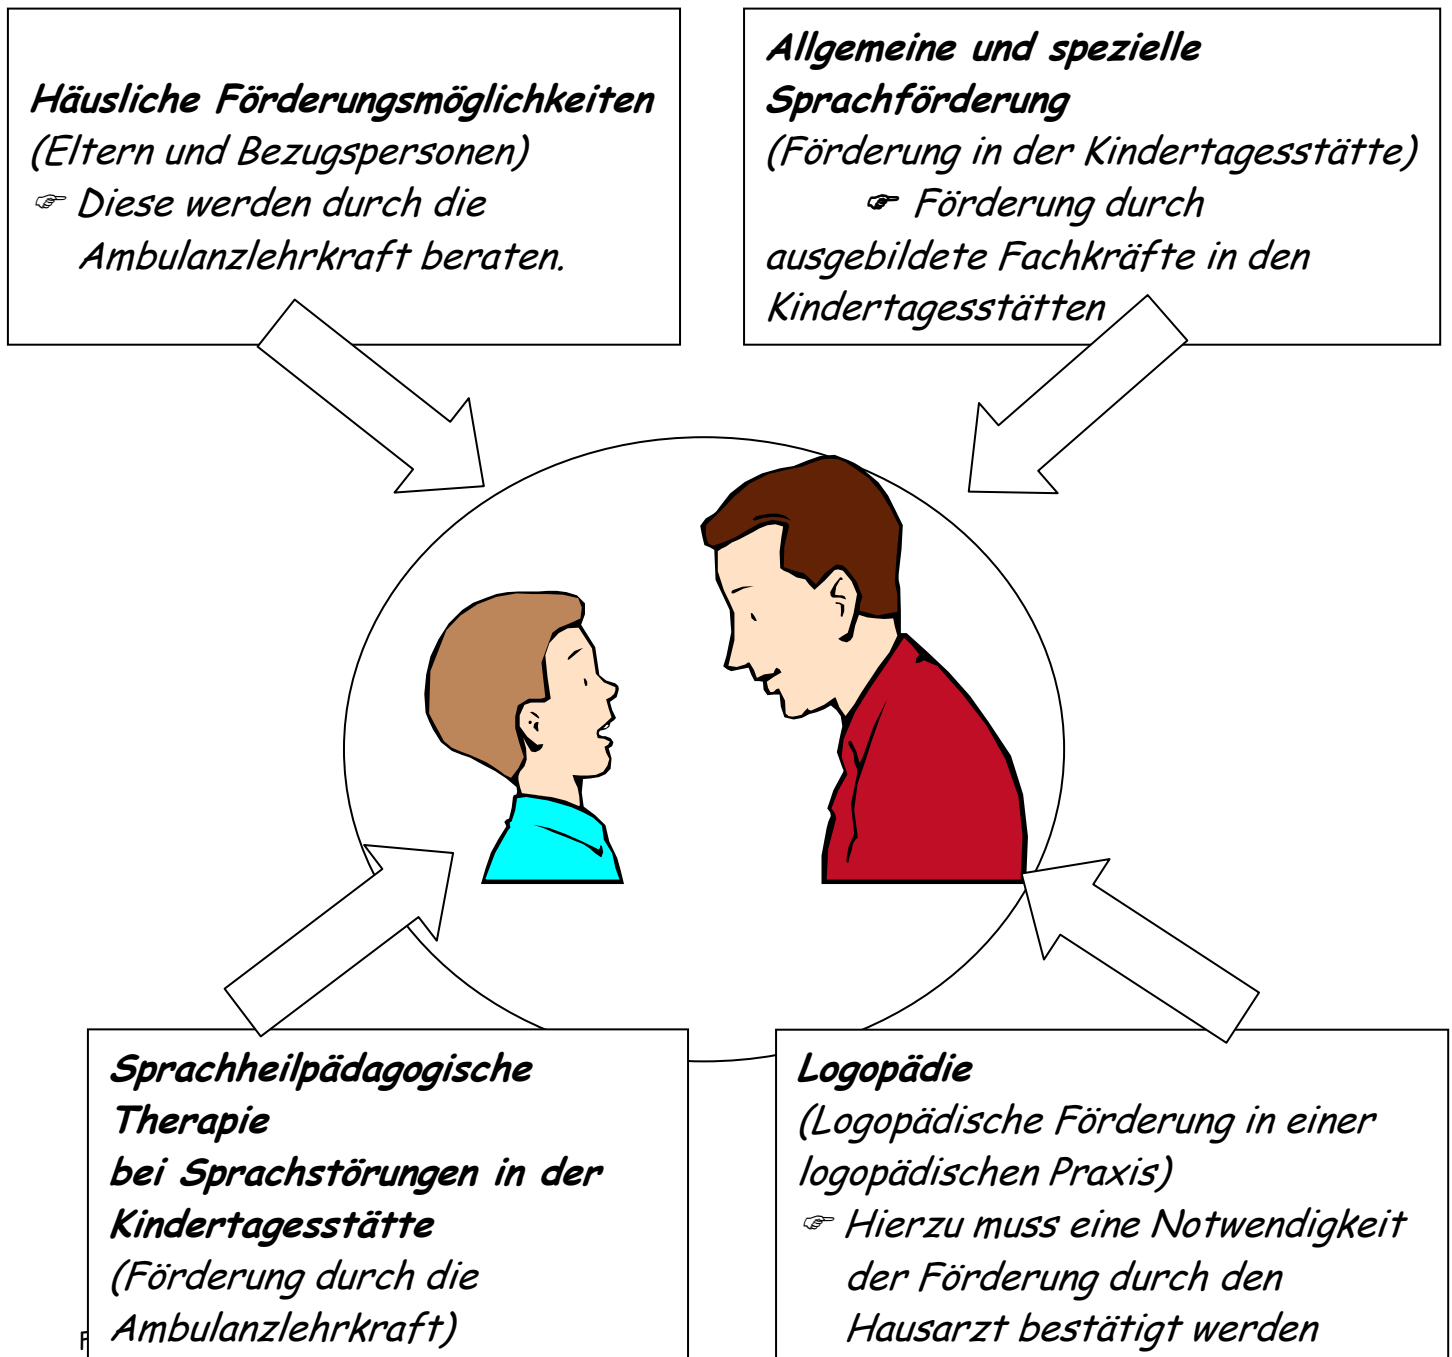 Häusliche Förderungsmöglichkeiten
(Eltern und Bezugspersonen)
☞ Diese werden durch die
Ambulanzlehrkraft beraten.
Allgemeine und spezielle
Sprachförderung
(Förderung in der Kindertagesstätte)
☞ Förderung durch
ausgebildete Fachkräfte in den
Kindertagesstätten
Sprachheilpädagogische
Therapie
bei Sprachstörungen in der
Kindertagesstätte
(Förderung durch die
Ambulanzlehrkraft)
Logopädie
(Logopädische Förderung in einer
logopädischen Praxis)
☞ Hierzu muss eine Notwendigkeit
der Förderung durch den
Hausarzt bestätigt werden